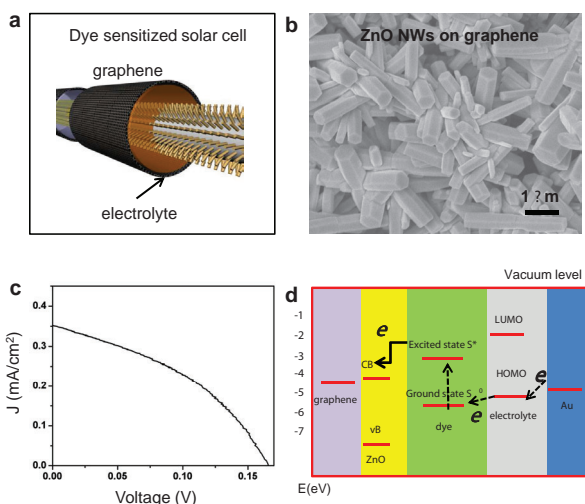 a
Dye sensitized solar cell
graphene
electrolyte
b
ZnO NWs on graphene
1 ? m
c
J (mA/cm²)
0.4
0.3
0.2
0.1
0.0
0.00
0.05
0.10
0.15
Voltage (V)
d
Vacuum level
-1
-2
-3
-4
-5
-6
-7
E(eV)
graphene
e
CB
vB
ZnO
Excited state S*
Ground state S 0
dye
e
LUMO
HOMO
electrolyte
e
Au